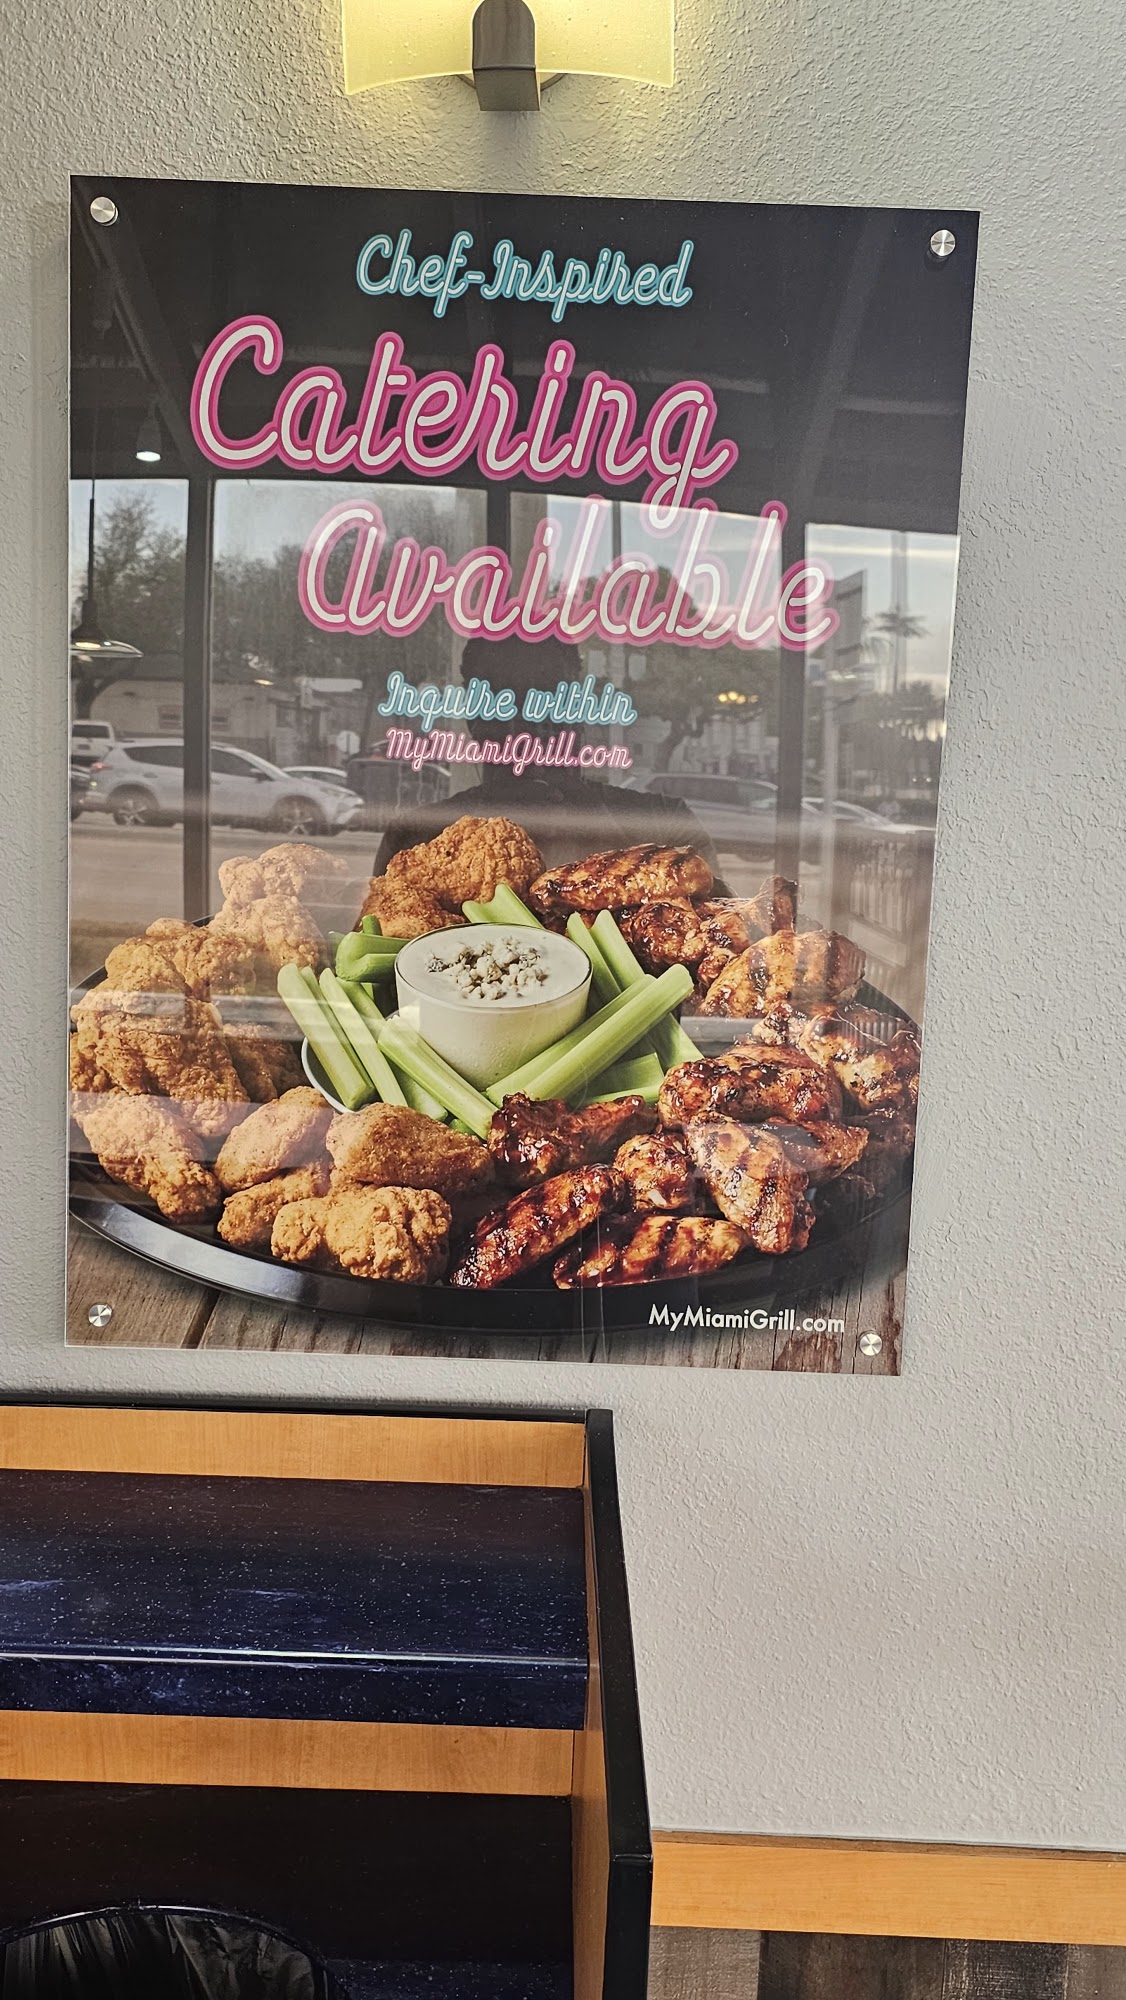 Chef-Inspired
Catering
Available
Inquire within
MyMiamiGrill.com
MyMiamiGrill.com